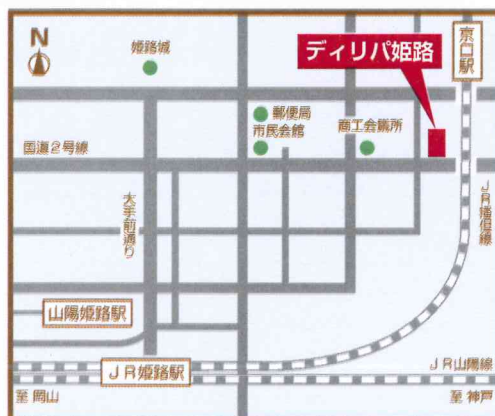 N
姫路城
ディリパ姫路
京口駅
郵便局
市民会館
商工会議所
国道2号線
大手前通り
JR播但線
山陽姫路駅
JR姫路駅
JR山陽線
至 岡山
至 神戸